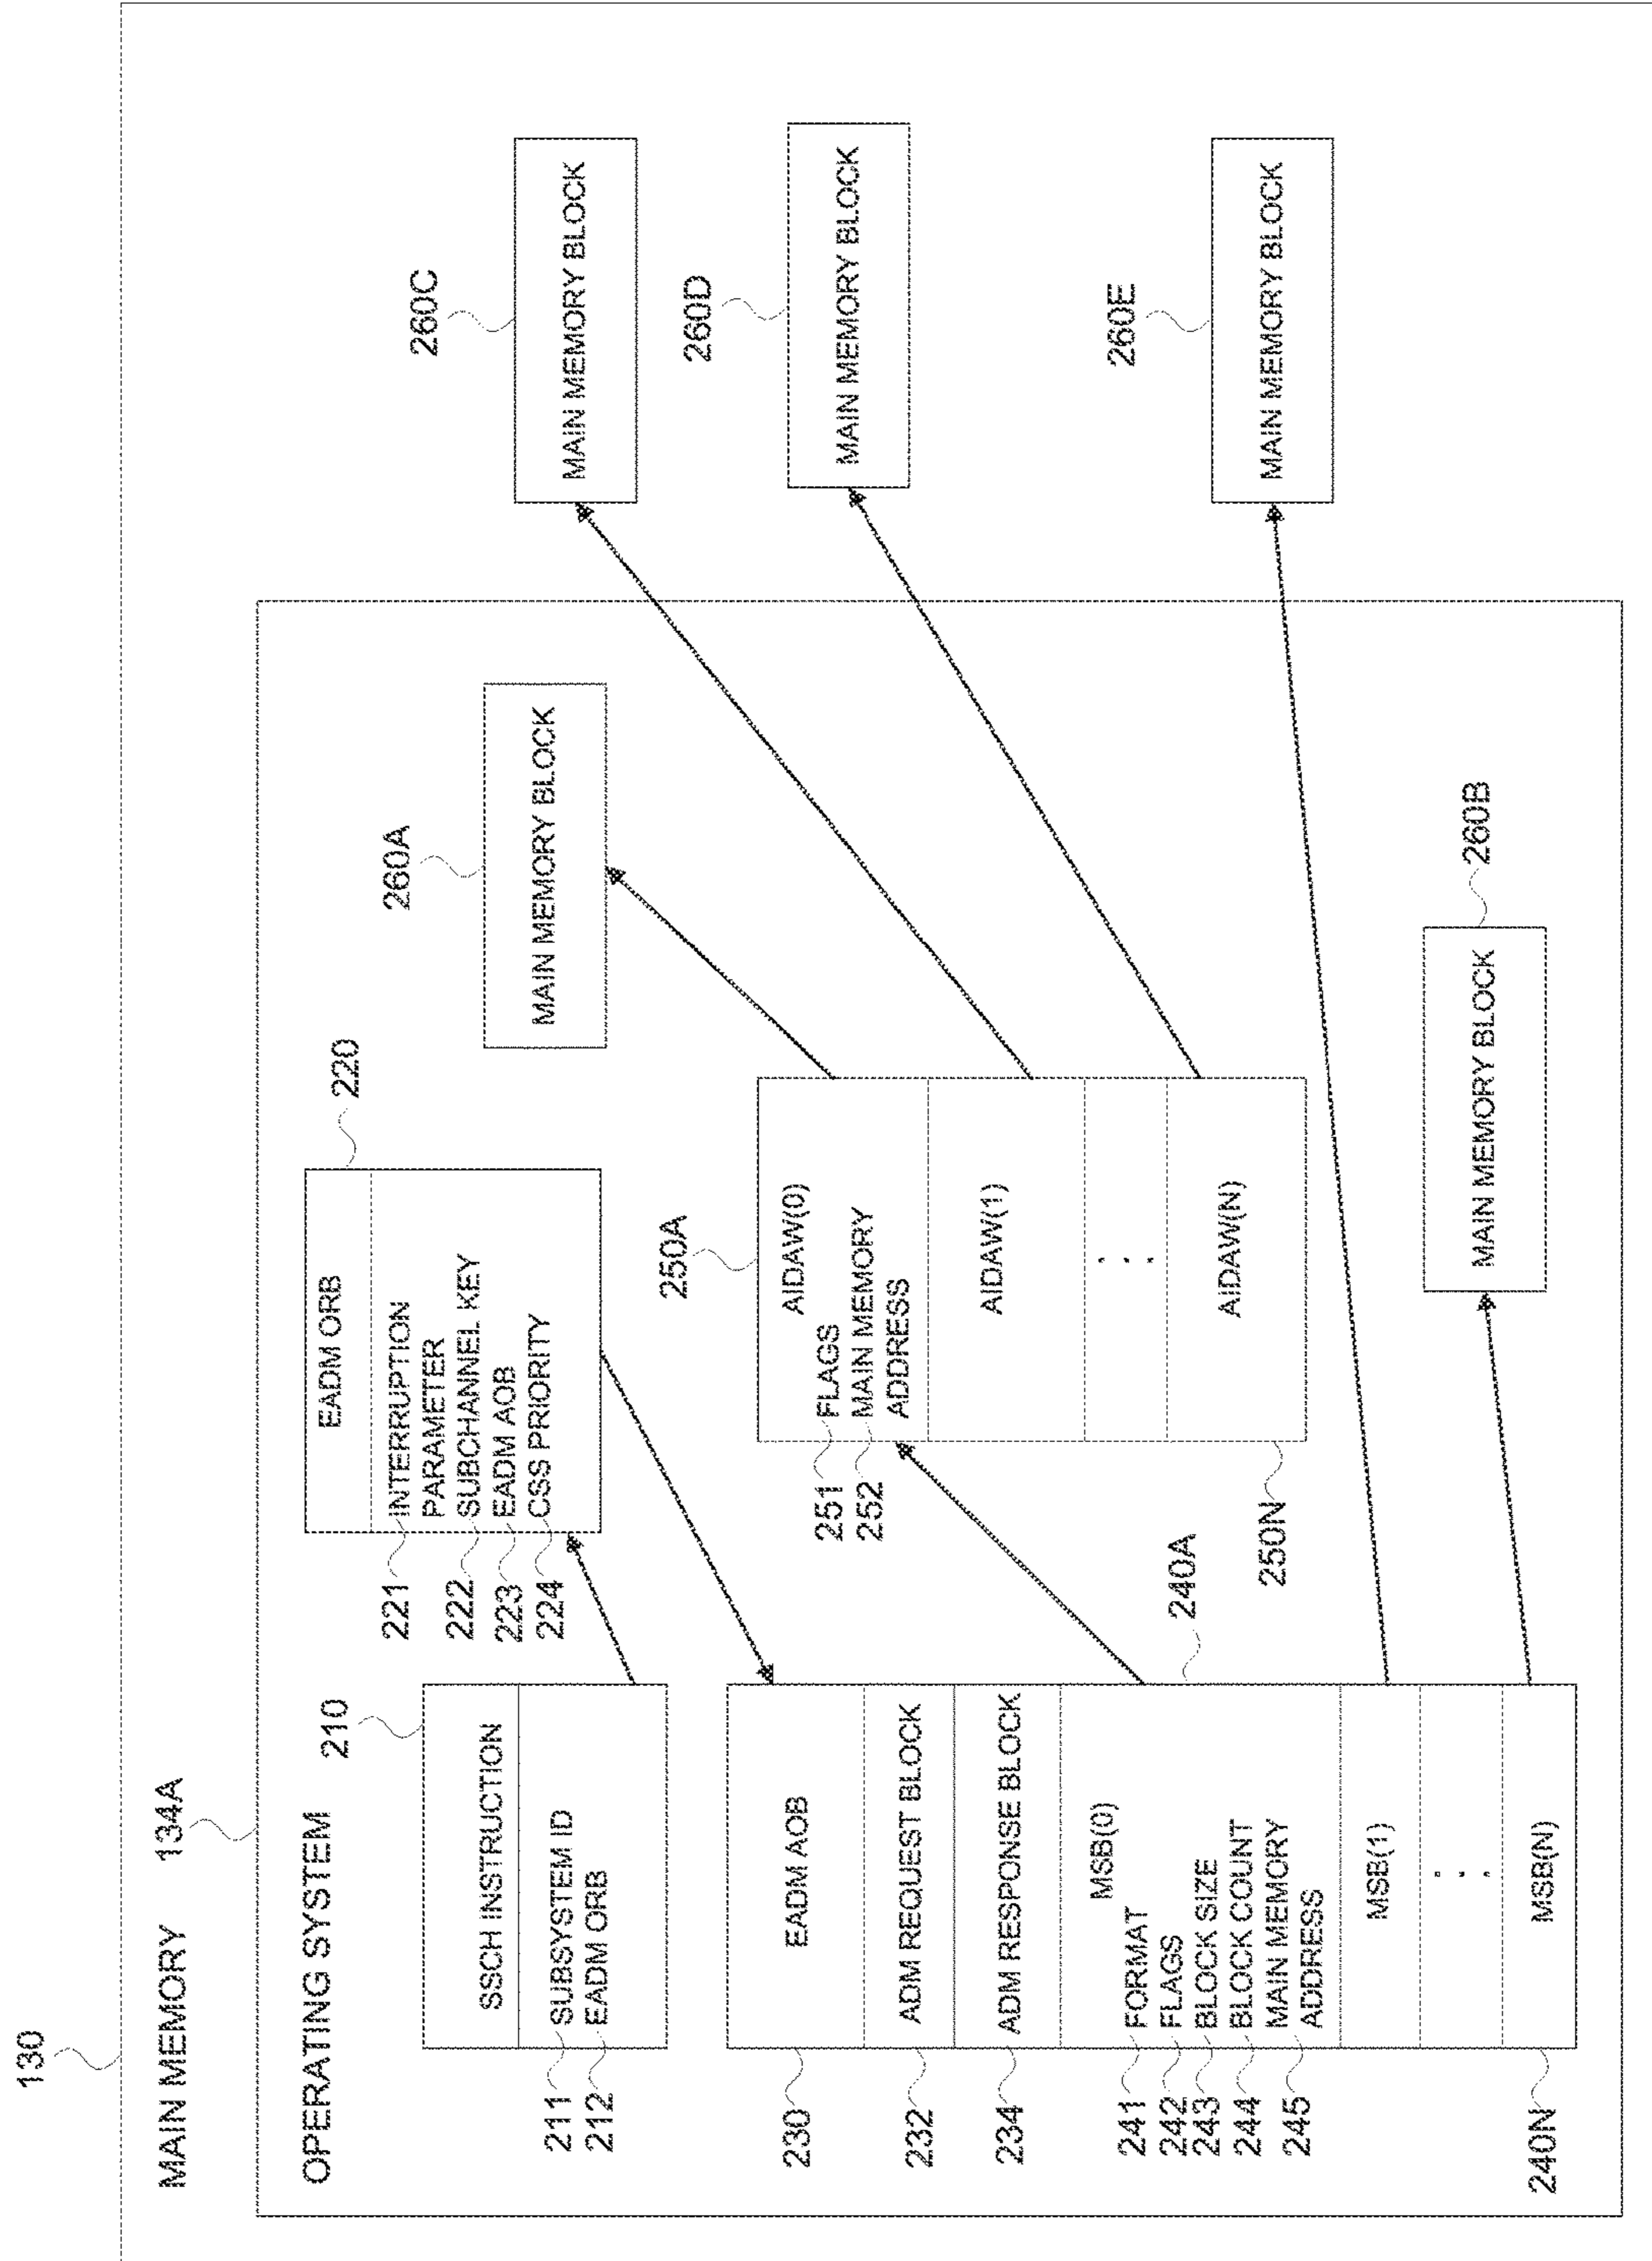 130
MAIN MEMORY
134A
OPERATING SYSTEM
210
SSCH INSTRUCTION
211
SUBSYSTEM ID
212
EADM ORB
220
EADM ORB
221
INTERRUPTION
PARAMETER
222
SUBCHANNEL KEY
223
EADM AOB
224
CSS PRIORITY
230
EADM AOB
232
ADM REQUEST BLOCK
234
ADM RESPONSE BLOCK
240A
MSB(0)
241
FORMAT
242
FLAGS
243
BLOCK SIZE
244
BLOCK COUNT
245
MAIN MEMORY
ADDRESS
MSB(1)
. . .
240N
MSB(N)
250A
AIDAW(0)
251
FLAGS
252
MAIN MEMORY
ADDRESS
AIDAW(1)
. . .
250N
AIDAW(N)
260A
MAIN MEMORY BLOCK
260B
MAIN MEMORY BLOCK
260C
MAIN MEMORY BLOCK
260D
MAIN MEMORY BLOCK
260E
MAIN MEMORY BLOCK